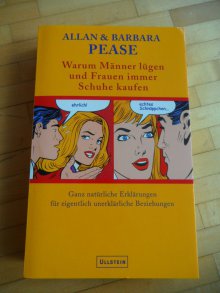 ALLAN & BARBARA
PEASE
Warum Männer lügen
und Frauen immer
Schuhe kaufen
ehrlich!
echtes
Schnäppchen...
Ganz natürliche Erklärungen
für eigentlich unerklärliche Beziehungen
ULLSTEIN